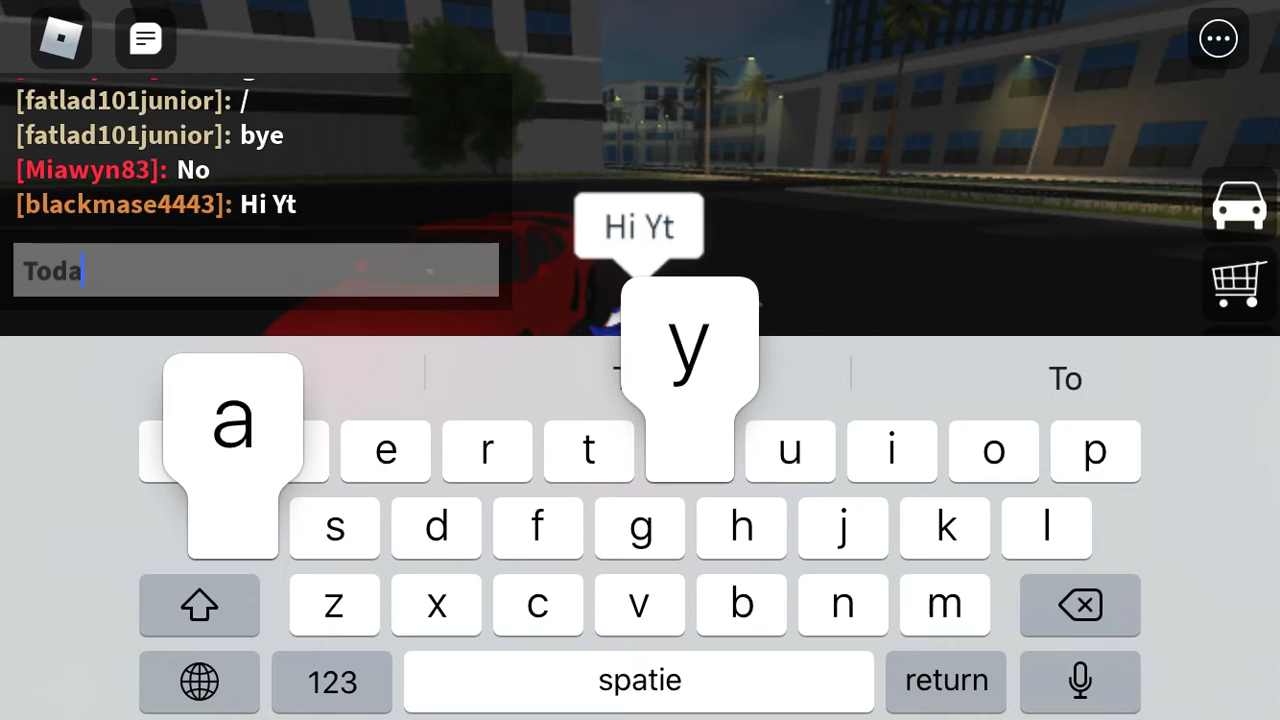 [fatlad101junior]: /
[fatlad101junior]: bye
[Miawyn83]: No
[blackmase4443]: Hi Yt
Hi Yt
Toda
To
a
y
e r t u i o p
s d f g h j k l
z x c v b n m
123 spatie return